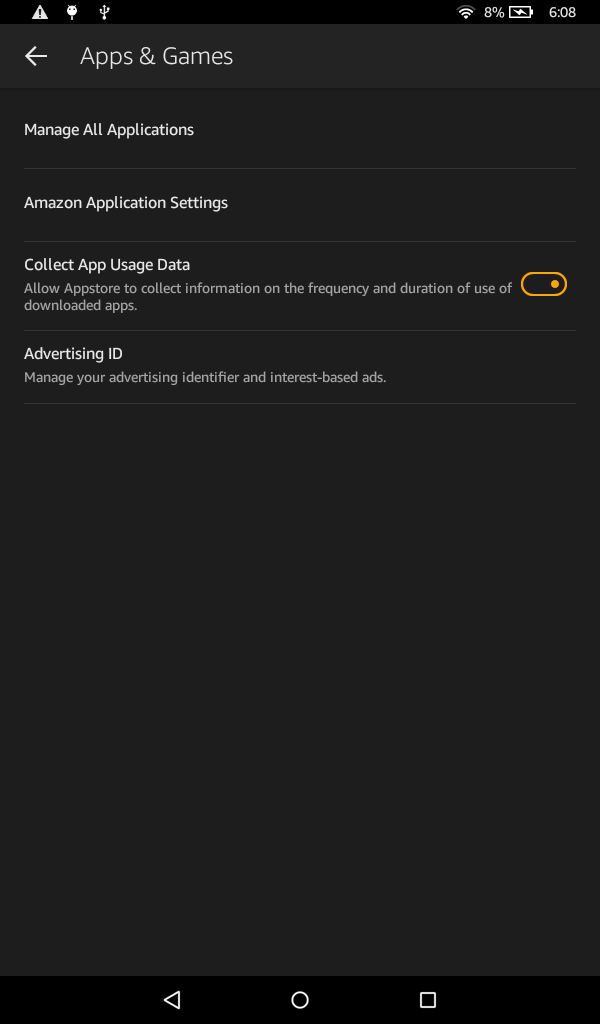 8% 6:08
Apps & Games
Manage All Applications
Amazon Application Settings
Collect App Usage Data
Allow Appstore to collect information on the frequency and duration of use of
downloaded apps.
Advertising ID
Manage your advertising identifier and interest-based ads.